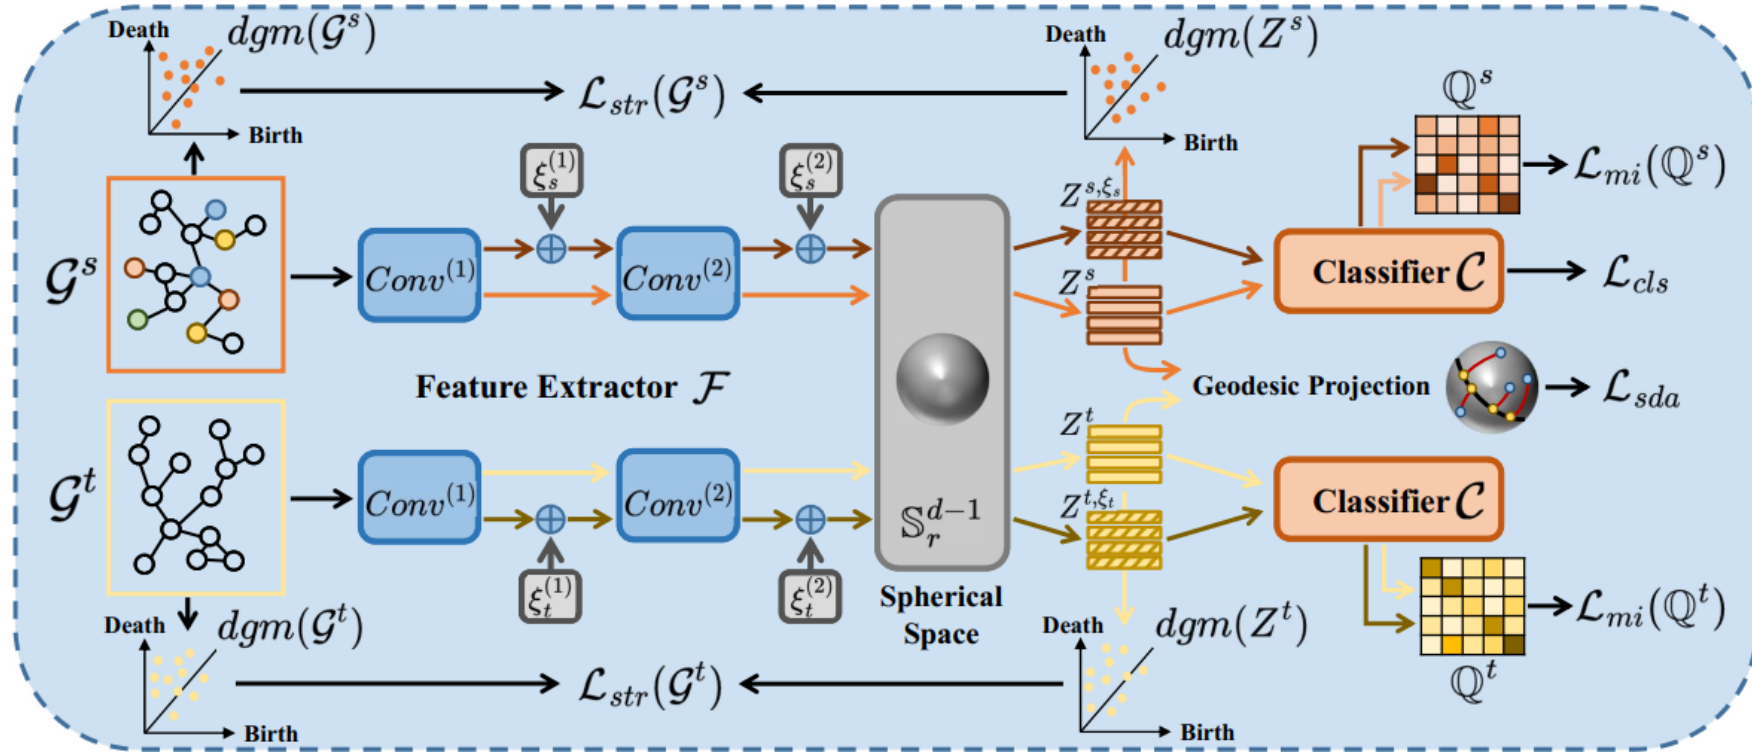 Death
dgm(𝒢^s)
Birth
ℒ_str(𝒢^s)
Death
dgm(Z^s)
Birth
ℚ^s
ℒ_mi(ℚ^s)
ξ_s^(1)
ξ_s^(2)
Z^{s,ξ_s}
𝒢^s
Conv^(1)
Conv^(2)
Z^s
Classifier 𝒞
ℒ_cls
Feature Extractor ℱ
Geodesic Projection
ℒ_sda
𝒢^t
Conv^(1)
Conv^(2)
𝕊_r^{d-1}
Z^t
Z^{t,ξ_t}
Classifier 𝒞
ξ_t^(1)
ξ_t^(2)
Spherical
Space
ℒ_mi(ℚ^t)
ℚ^t
Death
dgm(𝒢^t)
Birth
ℒ_str(𝒢^t)
Death
dgm(Z^t)
Birth